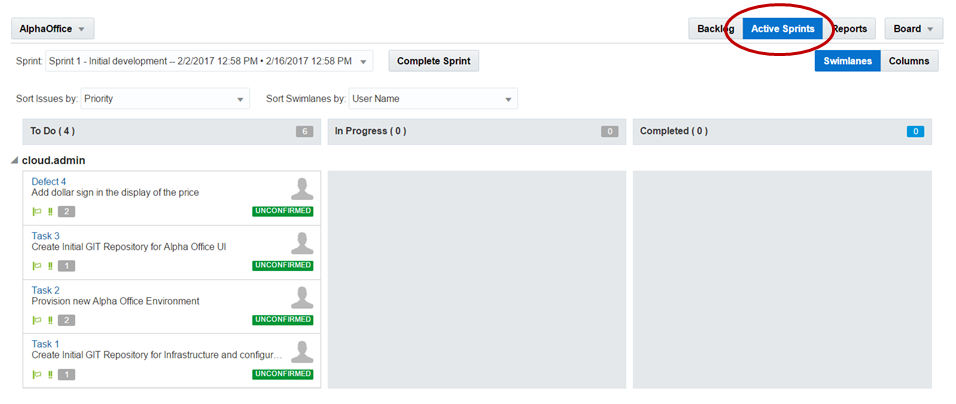 AlphaOffice
Backlog Active Sprints Reports Board
Sprint: Sprint 1 - Initial development -- 2/2/2017 12:58 PM • 2/16/2017 12:58 PM Complete Sprint Swimlanes Columns
Sort Issues by: Priority Sort Swimlanes by: User Name
To Do ( 4 ) 6 In Progress ( 0 ) 0 Completed ( 0 ) 0
cloud.admin
Defect 4
Add dollar sign in the display of the price
!! 2 UNCONFIRMED
Task 3
Create Initial GIT Repository for Alpha Office UI
!! 1 UNCONFIRMED
Task 2
Provision new Alpha Office Environment
!! 2 UNCONFIRMED
Task 1
Create Initial GIT Repository for Infrastructure and configur...
!! 1 UNCONFIRMED